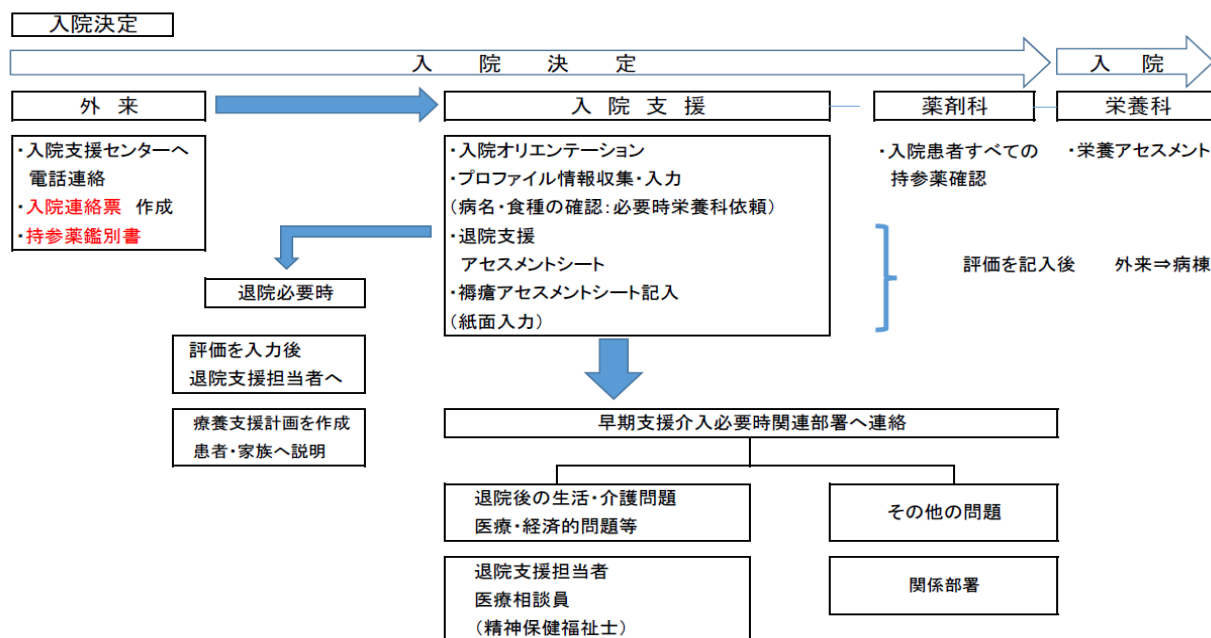 入院決定
入 院 決 定
入 院
外 来
入 院 支 援
薬剤科
栄養科
・入院支援センターへ
電話連絡
・入院連絡票 作成
・持参薬鑑別書
・入院オリエンテーション
・プロファイル情報収集・入力
(病名・食種の確認:必要時栄養科依頼)
・退院支援
アセスメントシート
・褥瘡アセスメントシート記入
(紙面入力)
・入院患者すべての
持参薬確認
・栄養アセスメント
評価を記入後 外来⇒病棟
退院必要時
評価を入力後
退院支援担当者へ
療養支援計画を作成
患者・家族へ説明
早期支援介入必要時関連部署へ連絡
退院後の生活・介護問題
医療・経済的問題等
その他の問題
退院支援担当者
医療相談員
(精神保健福祉士)
関係部署